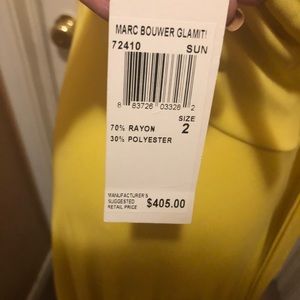 MARC BOUWER GLAMIT!
72410 SUN
8 83726 03328 2
SIZE
70% RAYON 2
30% POLYESTER
MANUFACTURER'S
SUGGESTED
RETAIL PRICE $405.00